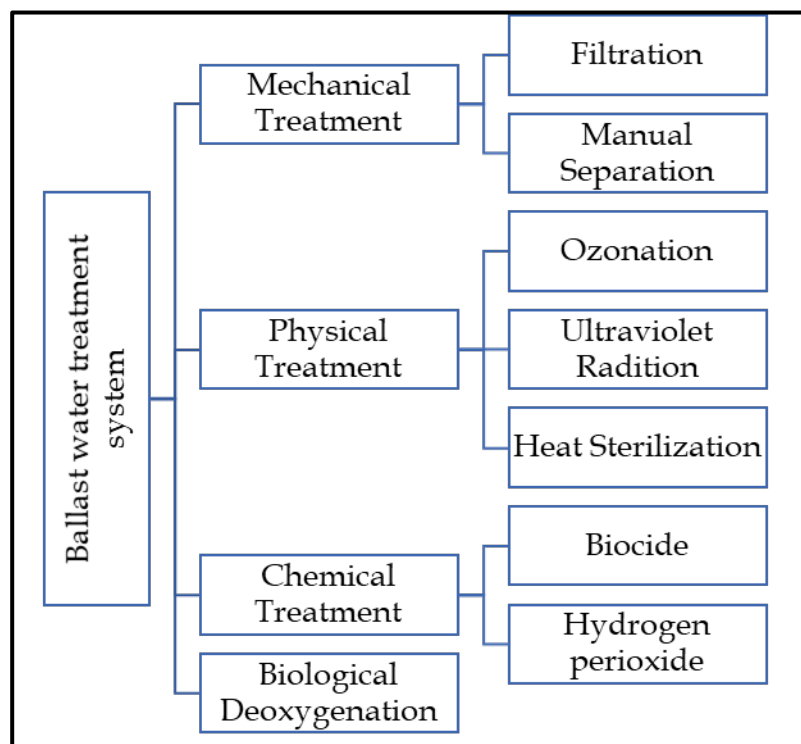 Ballast water treatment
system
Mechanical
Treatment
Filtration
Manual
Separation
Physical
Treatment
Ozonation
Ultraviolet
Radition
Heat Sterilization
Chemical
Treatment
Biocide
Hydrogen
perioxide
Biological
Deoxygenation